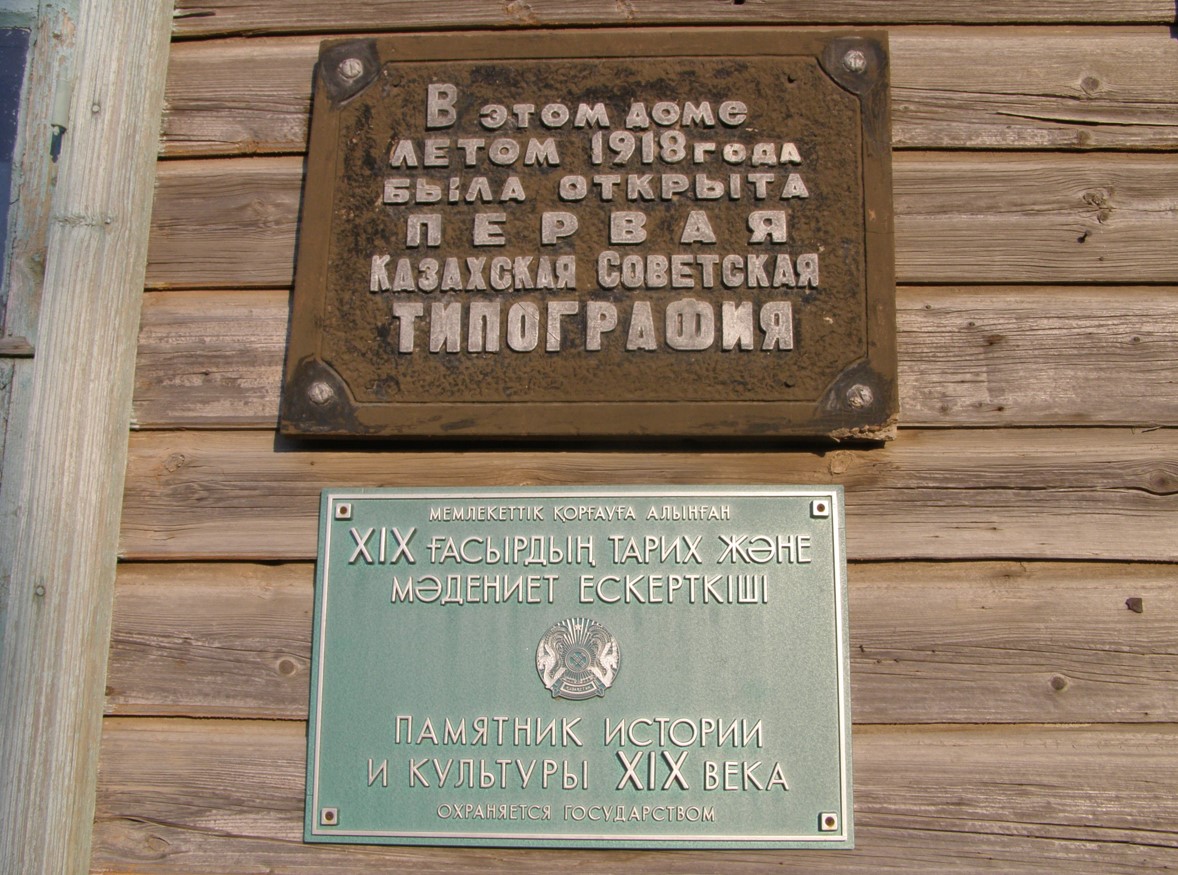 В этом доме
летом 1918 года
была открыта
ПЕРВАЯ
Казахская Советская
ТИПОГРАФИЯ
МЕМЛЕКЕТТІК ҚОРҒАУҒА АЛЫНҒАН
XIX ҒАСЫРДЫҢ ТАРИХ ЖӘНЕ
МӘДЕНИЕТ ЕСКЕРТКІШІ
ПАМЯТНИК ИСТОРИИ
И КУЛЬТУРЫ XIX ВЕКА
ОХРАНЯЕТСЯ ГОСУДАРСТВОМ